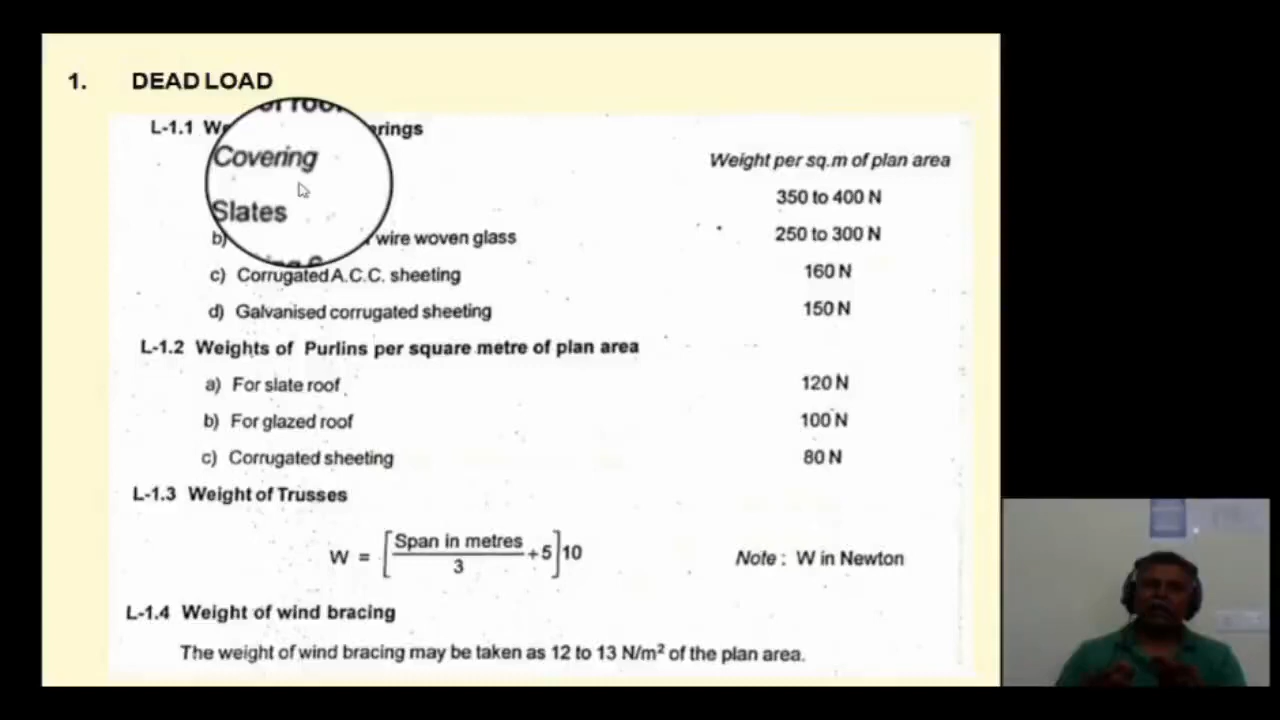 1. DEAD LOAD
L-1.1 We erings
Covering Weight per sq.m of plan area
Slates 350 to 400 N
b) wire woven glass 250 to 300 N
c) Corrugated A.C.C. sheeting 160 N
d) Galvanised corrugated sheeting 150 N
L-1.2 Weights of Purlins per square metre of plan area
a) For slate roof 120 N
b) For glazed roof 100 N
c) Corrugated sheeting 80 N
L-1.3 Weight of Trusses
W = [Span in metres / 3 + 5] 10 Note : W in Newton
L-1.4 Weight of wind bracing
The weight of wind bracing may be taken as 12 to 13 N/m² of the plan area.